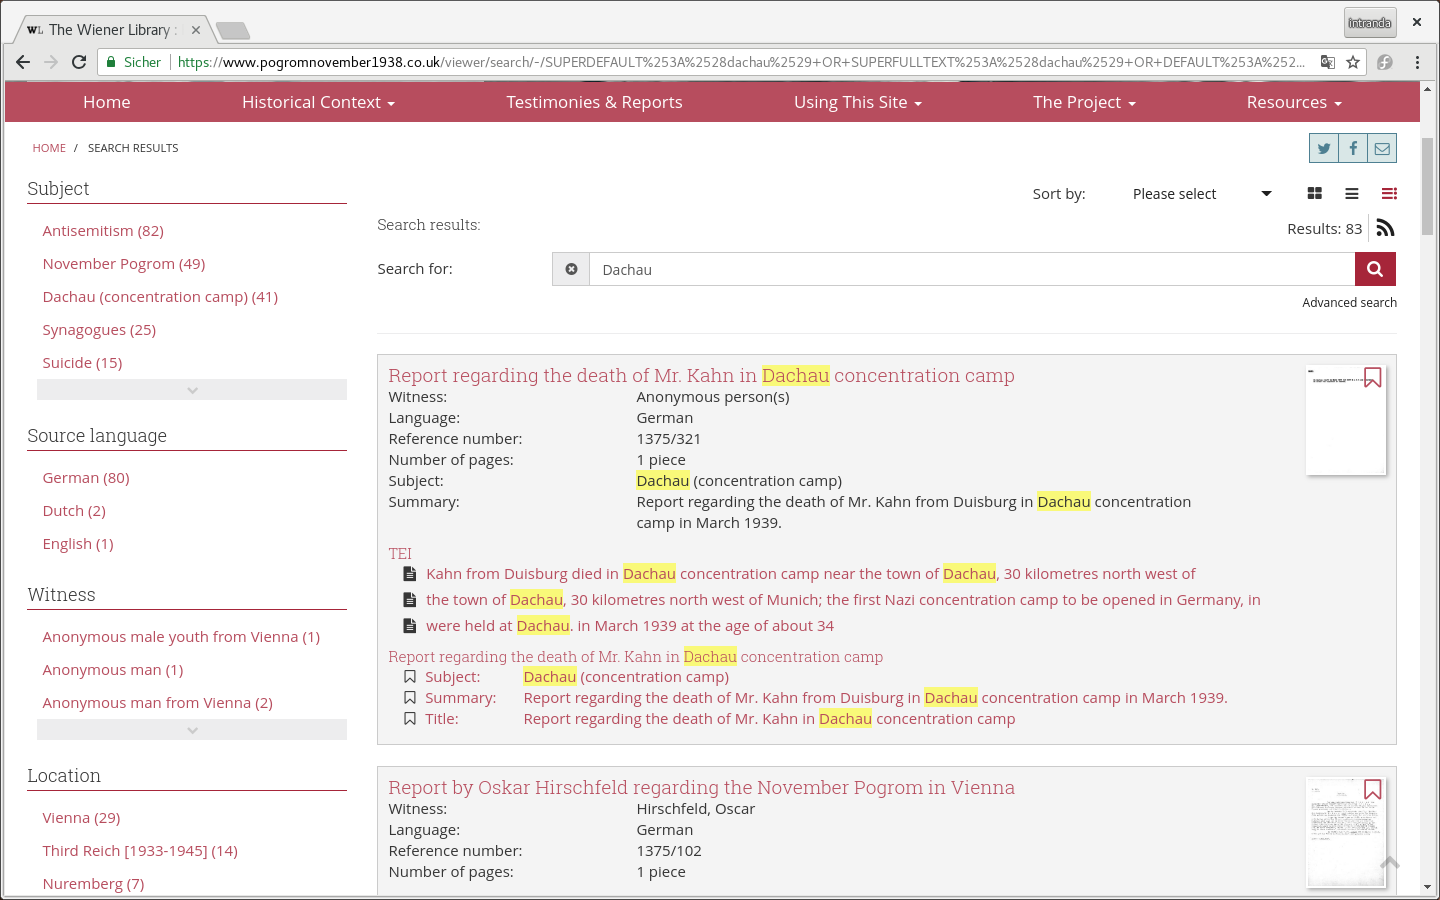 The Wiener Library :
intranda
Sicher
https://www.pogromnovember1938.co.uk/viewer/search/-/SUPERDEFAULT%253A%2528dachau%2529+OR+SUPERFULLTEXT%253A%2528dachau%2529+OR+DEFAULT%253A%252...
Home
Historical Context
Testimonies & Reports
Using This Site
The Project
Resources
HOME / SEARCH RESULTS
Subject
Antisemitism (82)
November Pogrom (49)
Dachau (concentration camp) (41)
Synagogues (25)
Suicide (15)
Source language
German (80)
Dutch (2)
English (1)
Witness
Anonymous male youth from Vienna (1)
Anonymous man (1)
Anonymous man from Vienna (2)
Location
Vienna (29)
Third Reich [1933-1945] (14)
Nuremberg (7)
Sort by: Please select
Search results:
Results: 83
Search for: Dachau
Advanced search
Report regarding the death of Mr. Kahn in Dachau concentration camp
Witness: Anonymous person(s)
Language: German
Reference number: 1375/321
Number of pages: 1 piece
Subject: Dachau (concentration camp)
Summary: Report regarding the death of Mr. Kahn from Duisburg in Dachau concentration
camp in March 1939.
TEI
Kahn from Duisburg died in Dachau concentration camp near the town of Dachau, 30 kilometres north west of
the town of Dachau, 30 kilometres north west of Munich; the first Nazi concentration camp to be opened in Germany, in
were held at Dachau. in March 1939 at the age of about 34
Report regarding the death of Mr. Kahn in Dachau concentration camp
Subject: Dachau (concentration camp)
Summary: Report regarding the death of Mr. Kahn from Duisburg in Dachau concentration camp in March 1939.
Title: Report regarding the death of Mr. Kahn in Dachau concentration camp
Report by Oskar Hirschfeld regarding the November Pogrom in Vienna
Witness: Hirschfeld, Oscar
Language: German
Reference number: 1375/102
Number of pages: 1 piece